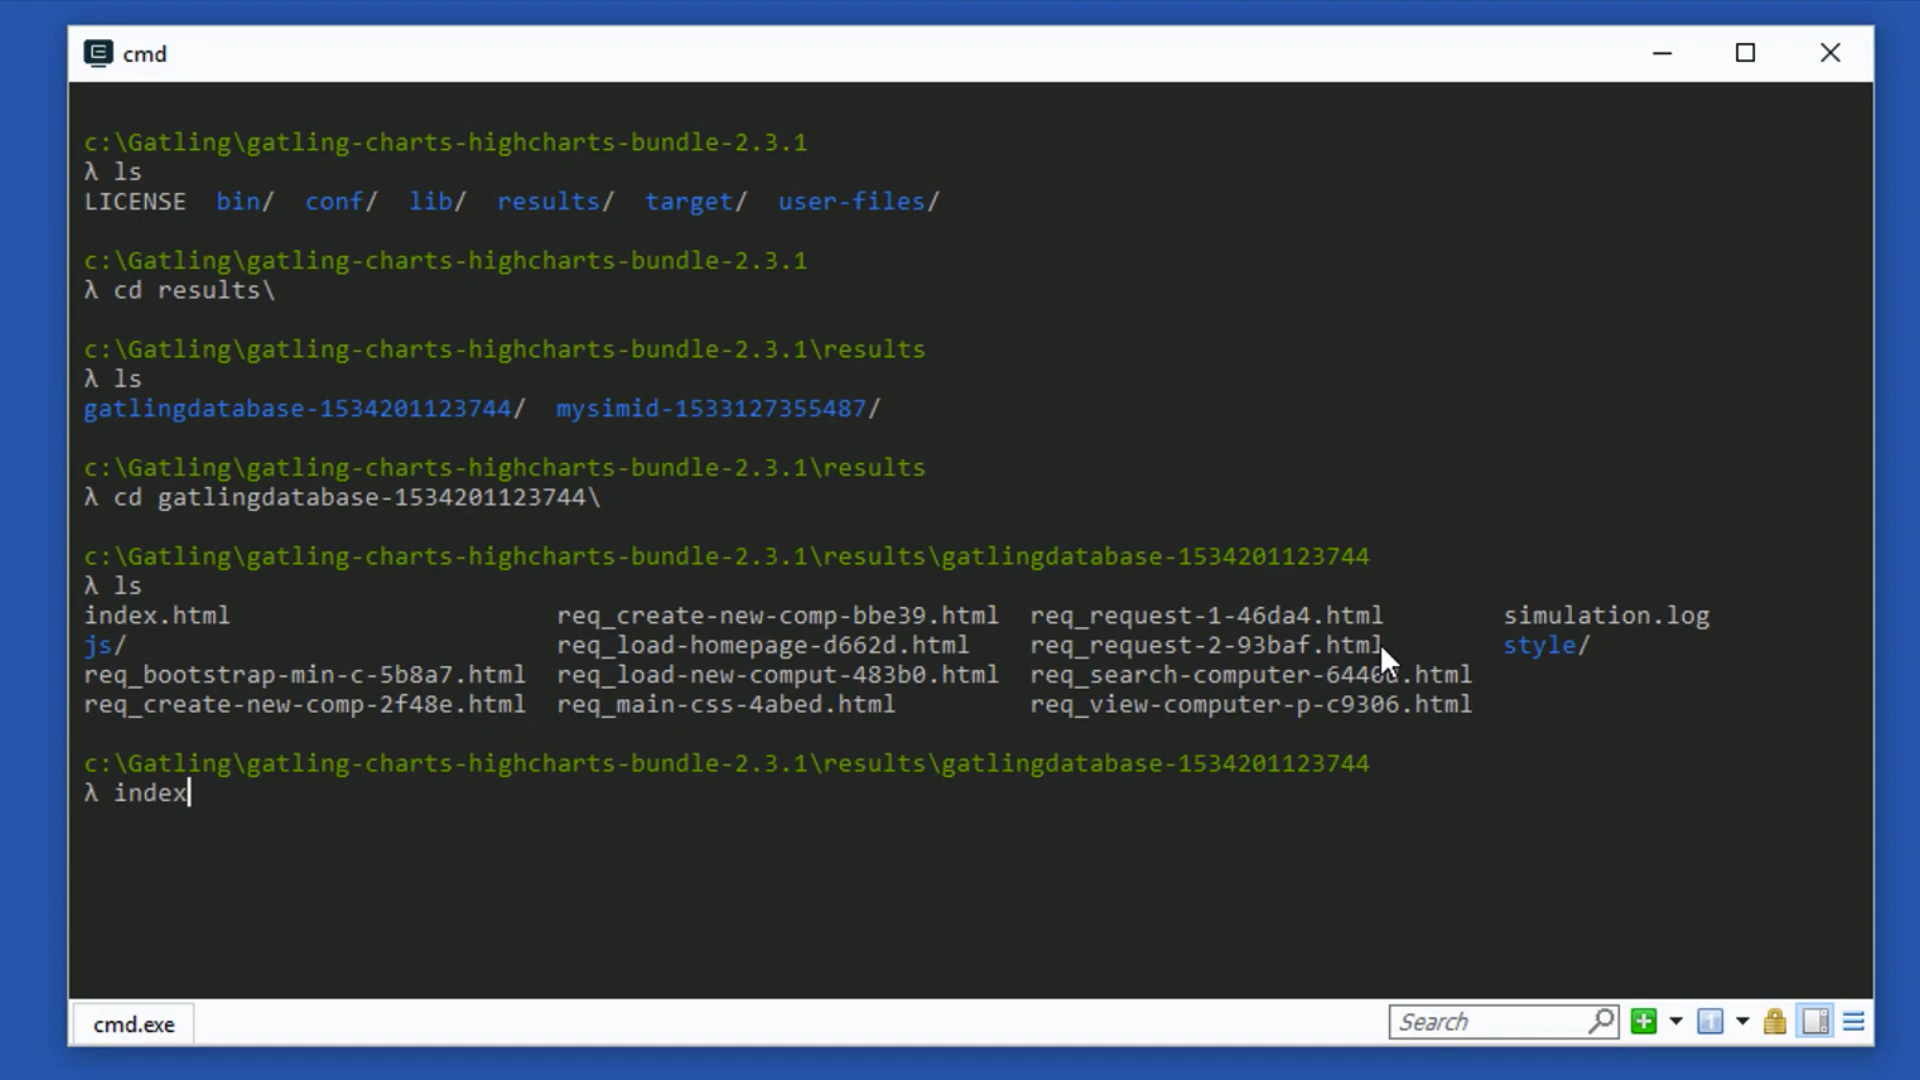 cmd
c:\Gatling\gatling-charts-highcharts-bundle-2.3.1
λ ls
LICENSE  bin/  conf/  lib/  results/  target/  user-files/
c:\Gatling\gatling-charts-highcharts-bundle-2.3.1
λ cd results\
c:\Gatling\gatling-charts-highcharts-bundle-2.3.1\results
λ ls
gatlingdatabase-1534201123744/  mysimid-1533127355487/
c:\Gatling\gatling-charts-highcharts-bundle-2.3.1\results
λ cd gatlingdatabase-1534201123744\
c:\Gatling\gatling-charts-highcharts-bundle-2.3.1\results\gatlingdatabase-1534201123744
λ ls
index.html  req_create-new-comp-bbe39.html  req_request-1-46da4.html  simulation.log
js/  req_load-homepage-d662d.html  req_request-2-93baf.html  style/
req_bootstrap-min-c-5b8a7.html  req_load-new-comput-483b0.html
req_create-new-comp-2f48e.html  req_main-css-4abed.html  req_view-computer-p-c9306.html
c:\Gatling\gatling-charts-highcharts-bundle-2.3.1\results\gatlingdatabase-1534201123744
λ index
cmd.exe  Search